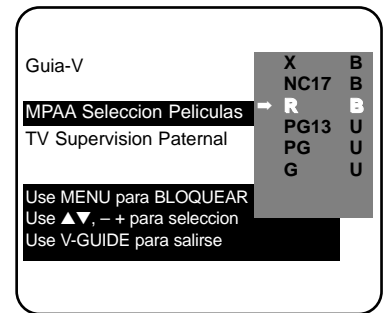 Guia-V
MPAA Seleccion Peliculas
TV Supervision Paternal
X B
NC17 B
➡ R B
PG13 U
PG U
G U
Use MENU para BLOQUEAR
Use ▲▼, – + para seleccion
Use V-GUIDE para salirse